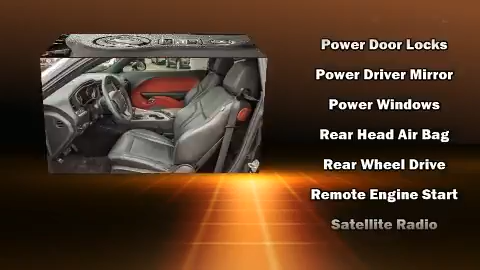 Power Door Locks
Power Driver Mirror
Power Windows
Rear Head Air Bag
Rear Wheel Drive
Remote Engine Start
Satellite Radio